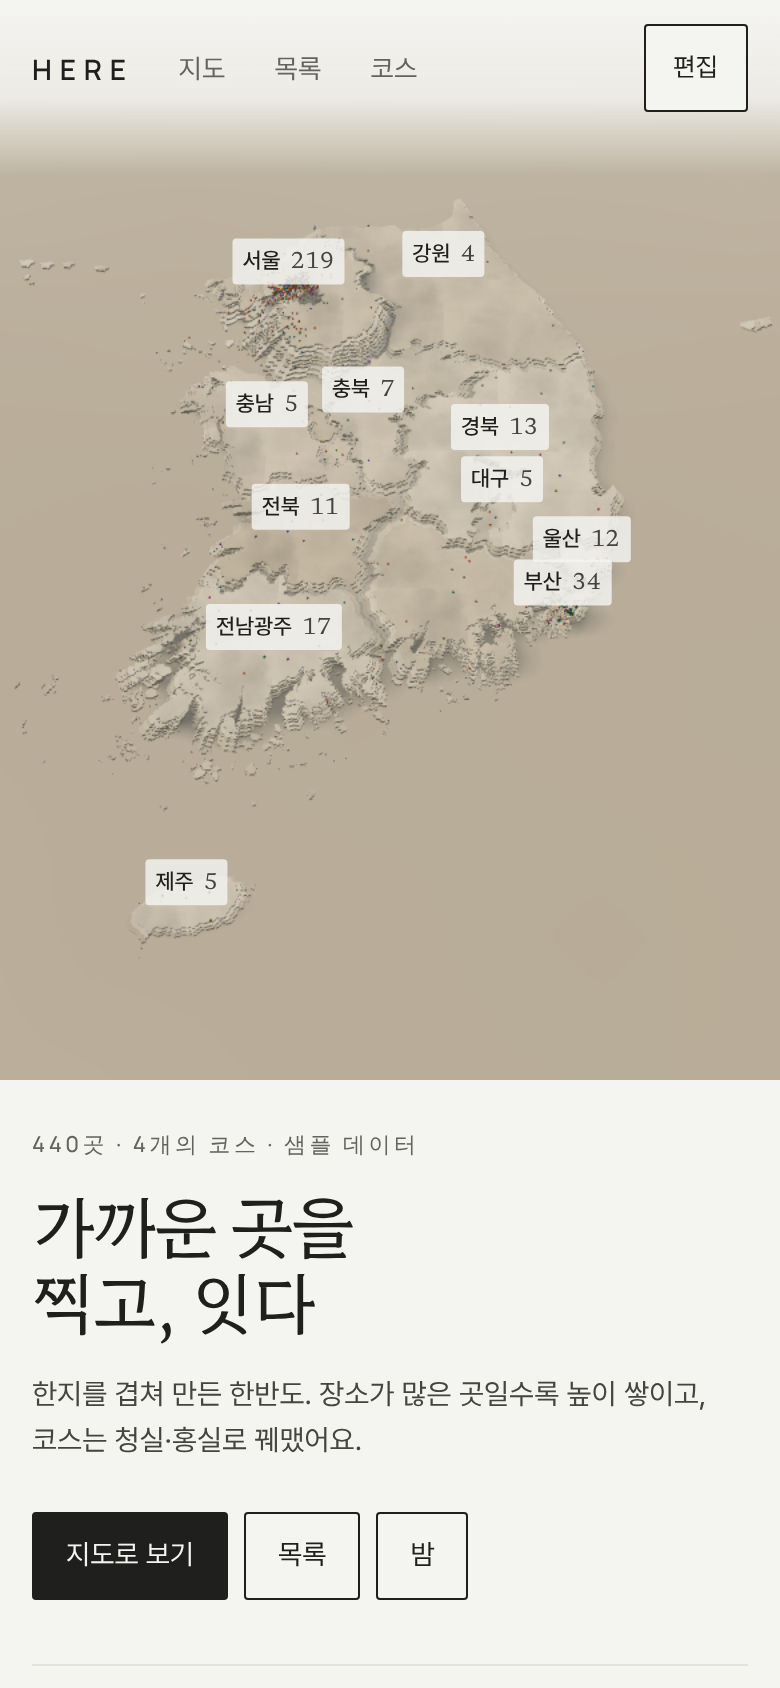 HERE 지도 목록 코스 편집
서울 219
강원 4
충북 7
충남 5
경북 13
대구 5
전북 11
울산 12
부산 34
전남광주 17
제주 5
440곳 · 4개의 코스 · 샘플 데이터
가까운 곳을
찍고, 잇다
한지를 겹쳐 만든 한반도. 장소가 많은 곳일수록 높이 쌓이고,
코스는 청실·홍실로 꿰맸어요.
지도로 보기 목록 밤